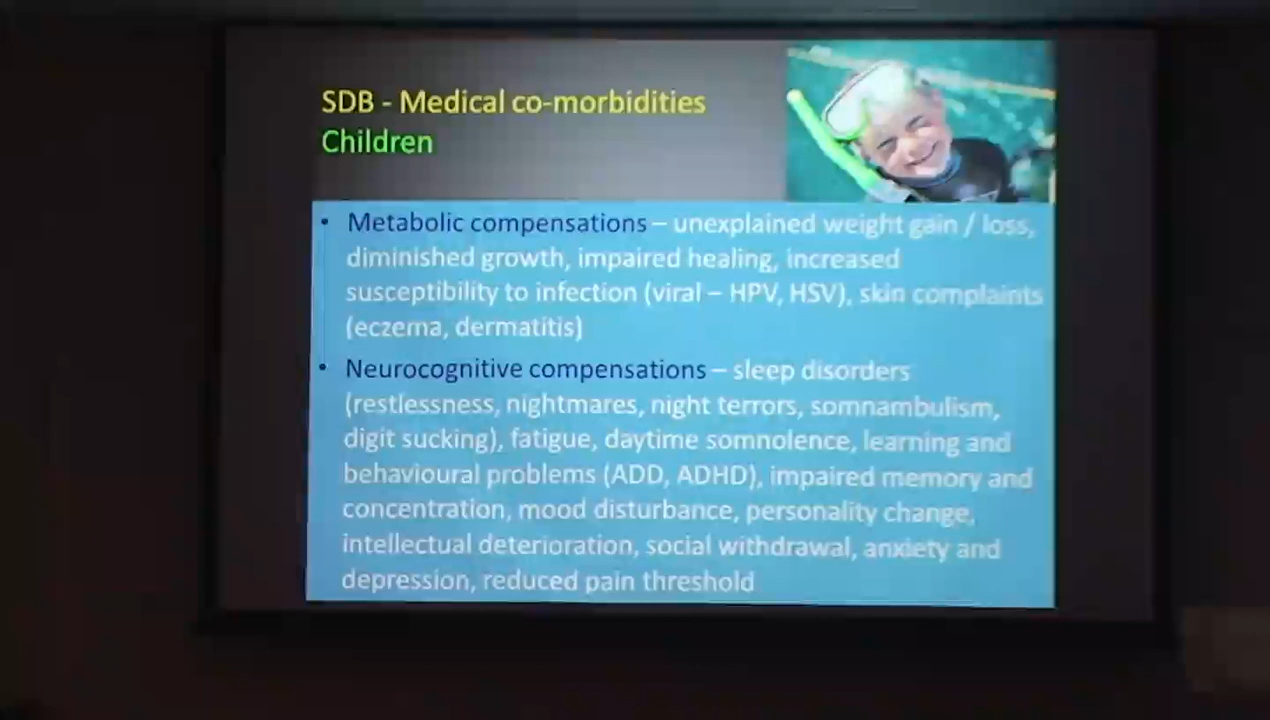 SDB - Medical co-morbidities
Children
• Metabolic compensations – unexplained weight gain / loss,
diminished growth, impaired healing, increased
susceptibility to infection (viral – HPV, HSV), skin complaints
(eczema, dermatitis)
• Neurocognitive compensations – sleep disorders
(restlessness, nightmares, night terrors, somnambulism,
digit sucking), fatigue, daytime somnolence, learning and
behavioural problems (ADD, ADHD), impaired memory and
concentration, mood disturbance, personality change,
intellectual deterioration, social withdrawal, anxiety and
depression, reduced pain threshold